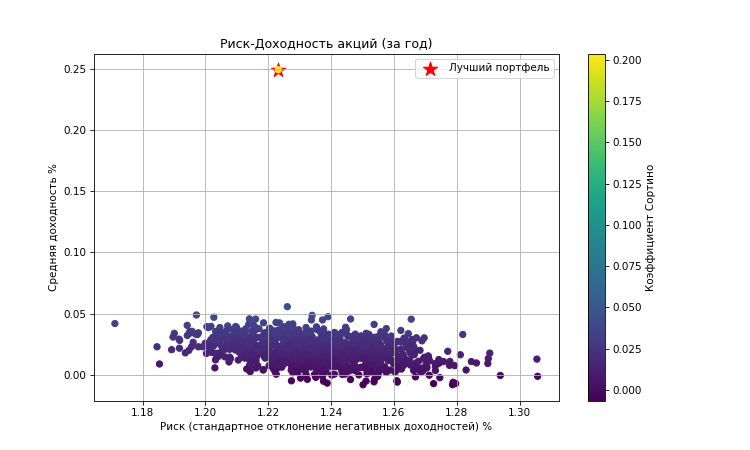 Риск-Доходность акций (за год)
Лучший портфель
Средняя доходность %
0.25
0.20
0.15
0.10
0.05
0.00
1.18 1.20 1.22 1.24 1.26 1.28 1.30
Риск (стандартное отклонение негативных доходностей) %
0.200
0.175
0.150
0.125
0.100
0.075
0.050
0.025
0.000
Коэффициент Сортино